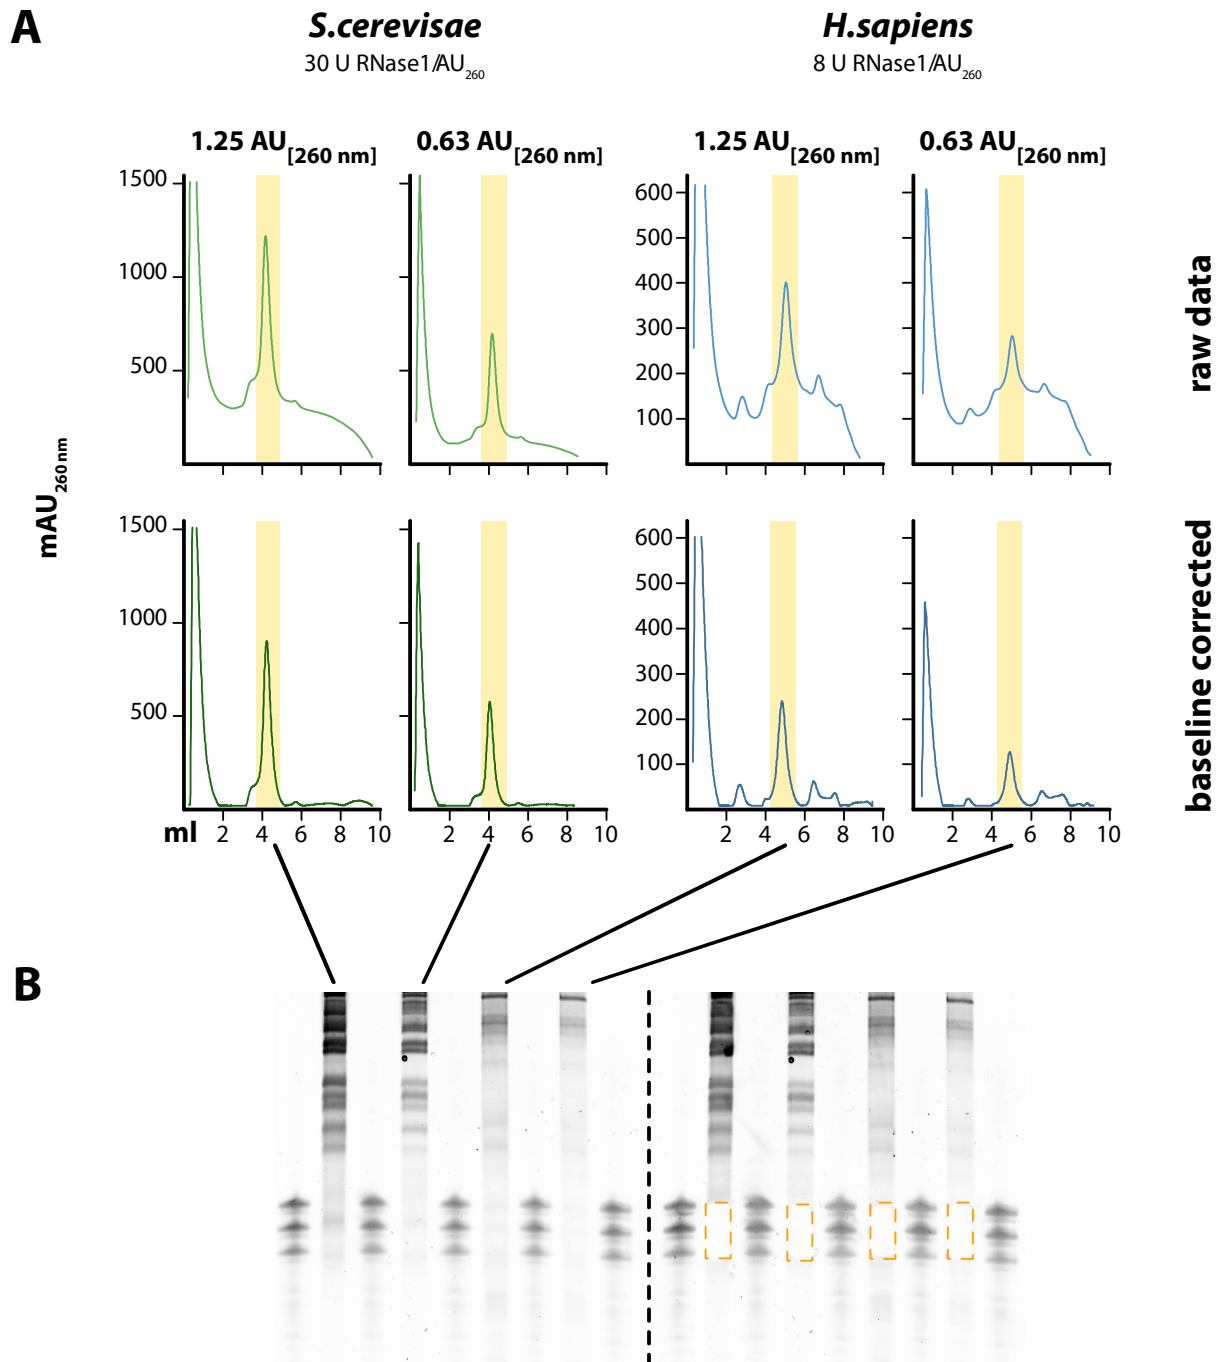 A
S.cerevisae
H.sapiens
30 U RNase1/AU260
8 U RNase1/AU260
1.25 AU[260 nm]
0.63 AU[260 nm]
1.25 AU[260 nm]
0.63 AU[260 nm]
1500
1000
500
600
500
400
300
200
100
raw data
mAU260 nm
1500
1000
500
600
500
400
300
200
100
baseline corrected
ml 2 4 6 8 10
2 4 6 8 10
2 4 6 8 10
2 4 6 8 10
B